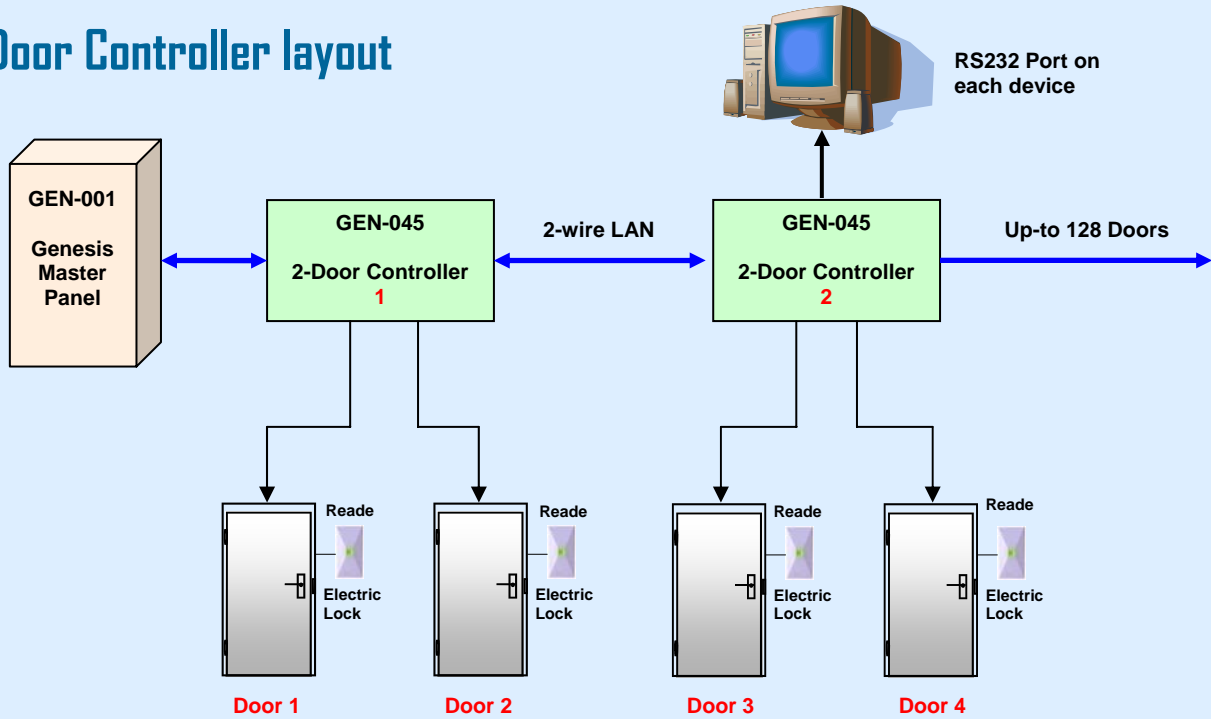 Door Controller layout
RS232 Port on
each device
GEN-001
Genesis
Master
Panel
GEN-045
2-Door Controller
1
2-wire LAN
GEN-045
2-Door Controller
2
Up-to 128 Doors
Reade
Electric
Lock
Reade
Electric
Lock
Reade
Electric
Lock
Reade
Electric
Lock
Door 1
Door 2
Door 3
Door 4